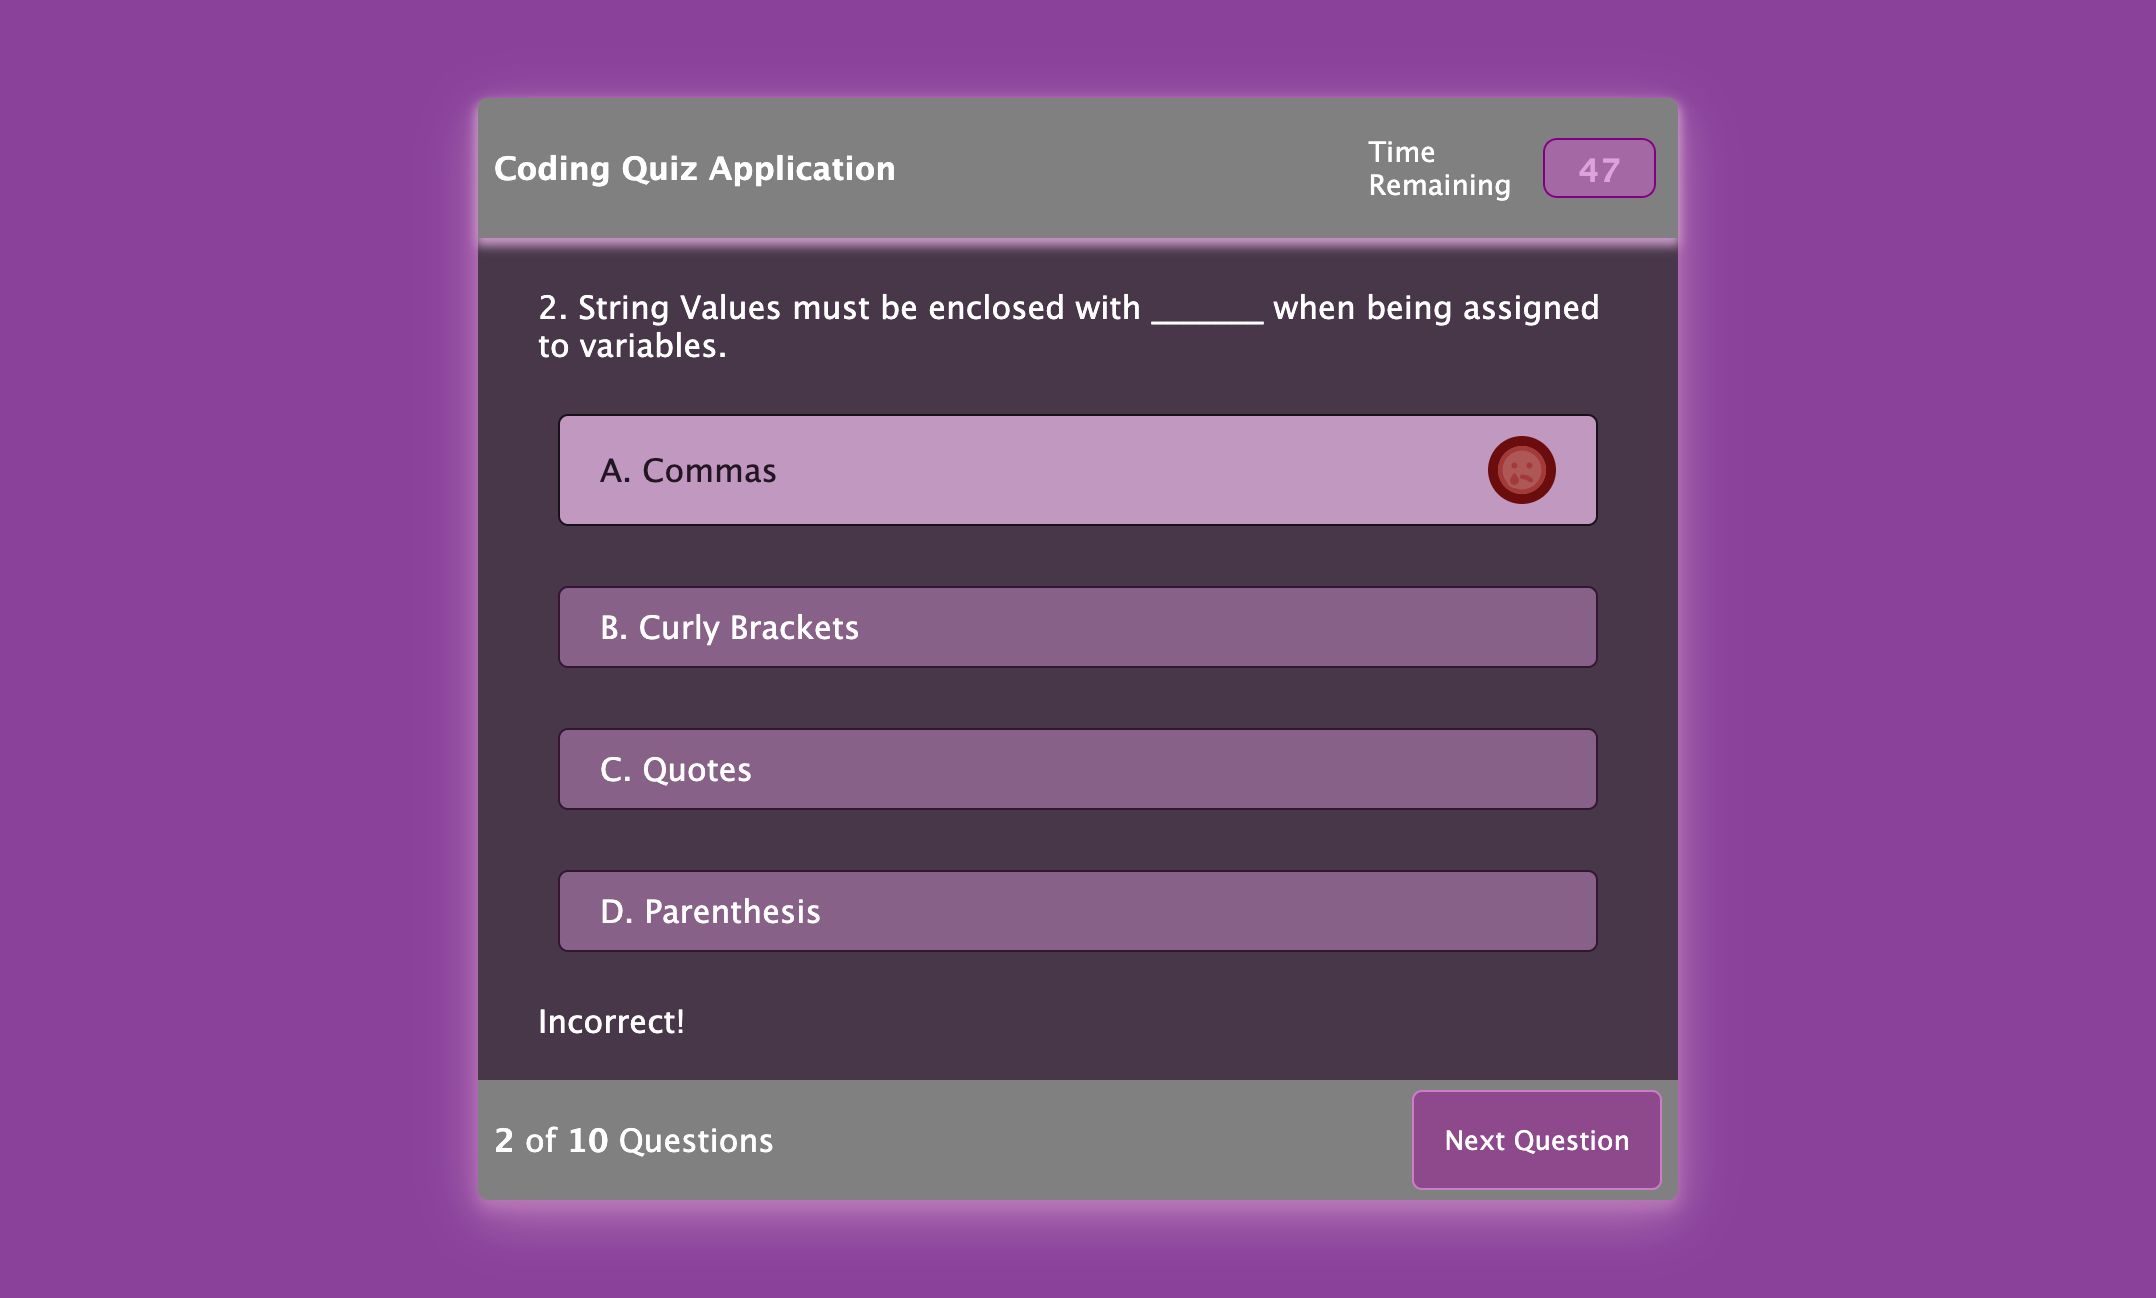 Coding Quiz Application
Time
Remaining
47
2. String Values must be enclosed with _______ when being assigned
to variables.
A. Commas
B. Curly Brackets
C. Quotes
D. Parenthesis
Incorrect!
2 of 10 Questions
Next Question